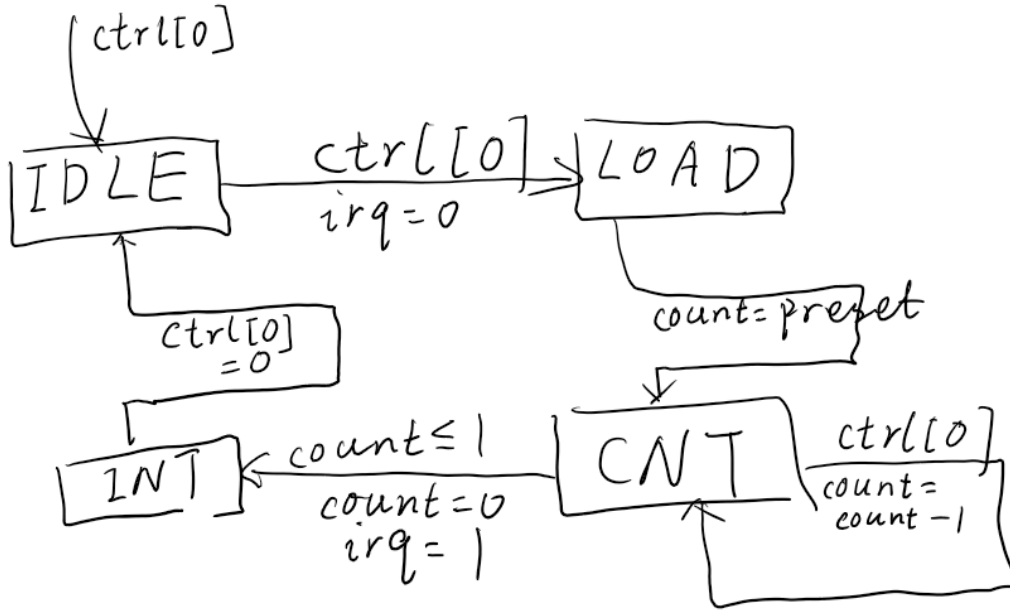 ctrl[0]
IDLE
ctrl[0]
irq=0
LOAD
count=preset
ctrl[0]
=0
INT
count≤1
count=0
irq=1
CNT
ctrl[0]
count=
count-1